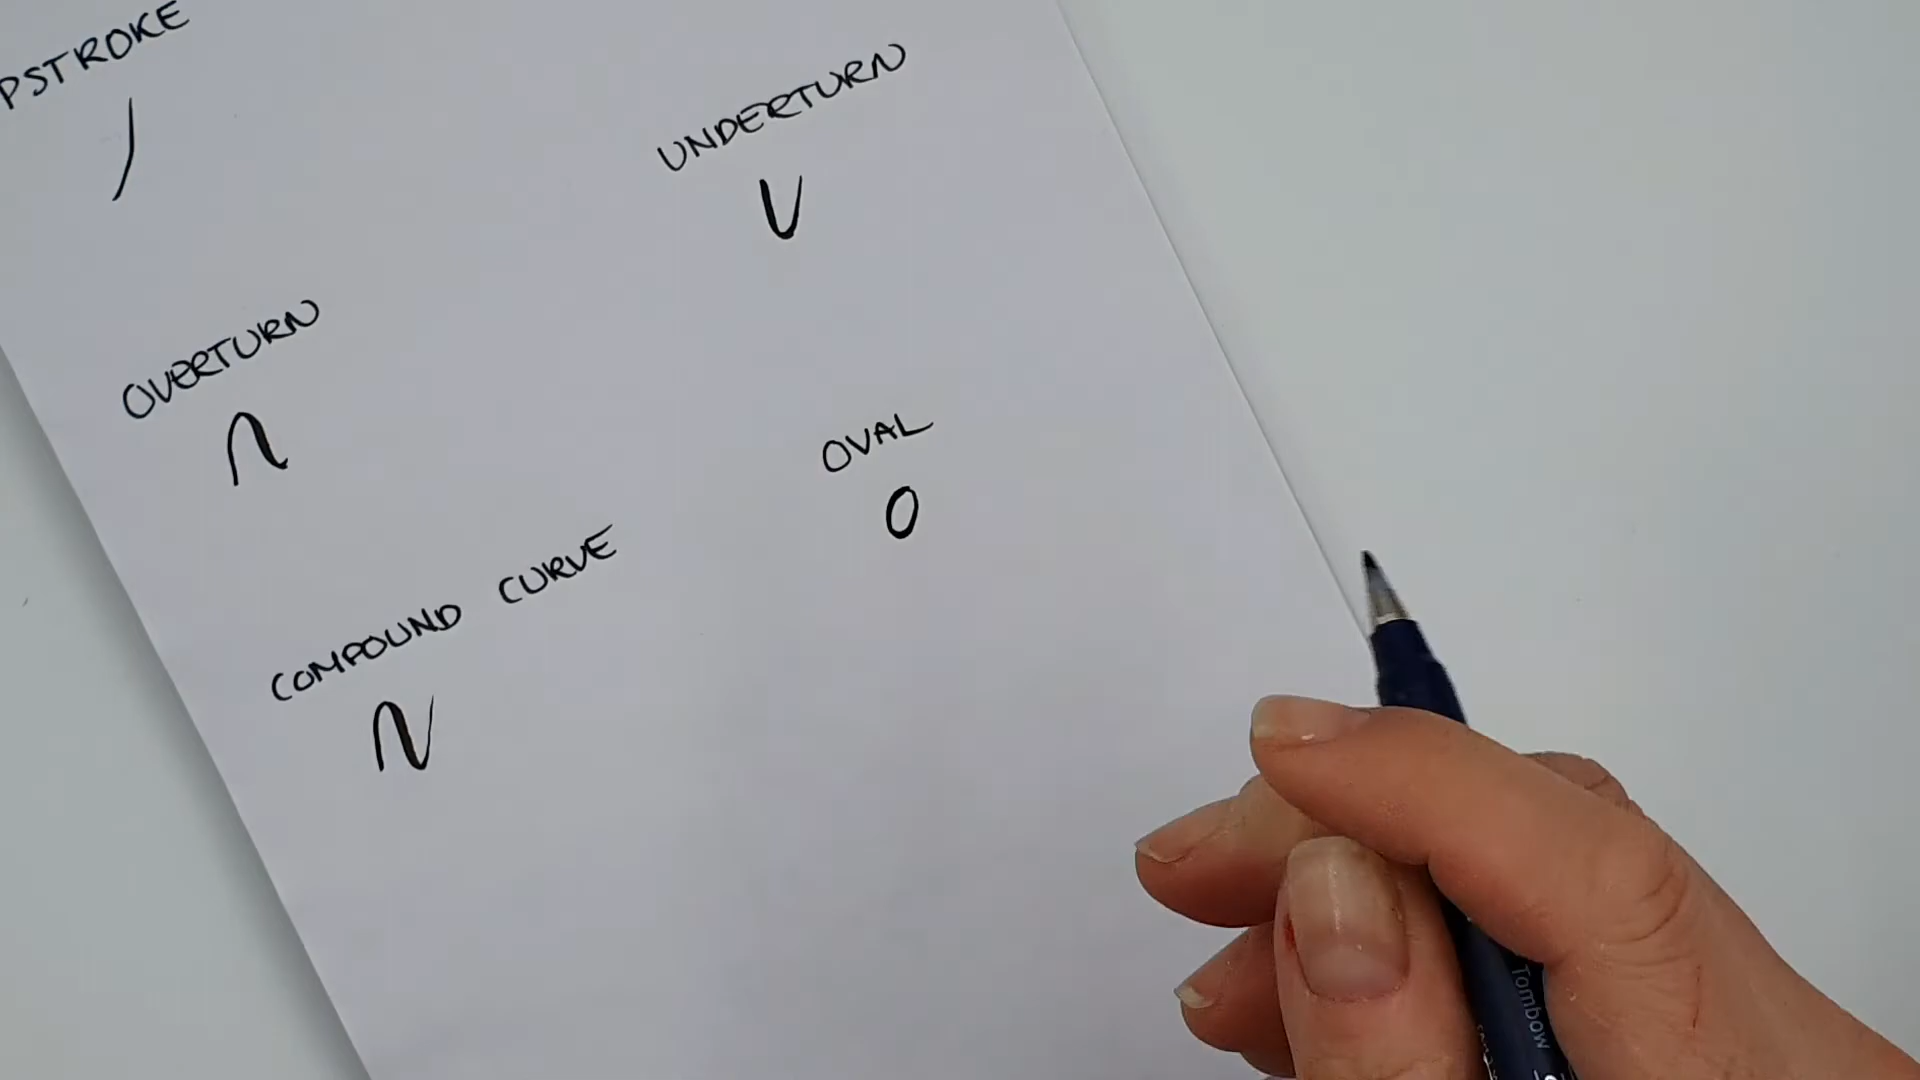 PSTROKE
UNDERTURN
OVERTURN
OVAL
COMPOUND CURVE
Tombow